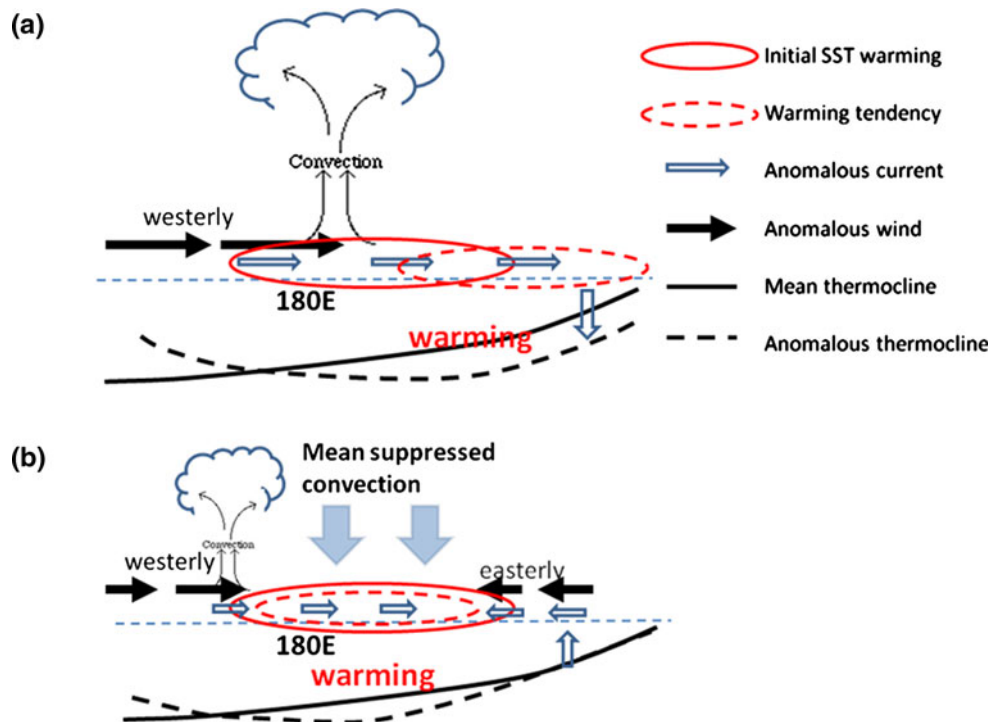 (a)
Convection
westerly
180E
warming
Initial SST warming
Warming tendency
Anomalous current
Anomalous wind
Mean thermocline
Anomalous thermocline
(b)
Mean suppressed
convection
Convection
westerly
easterly
180E
warming